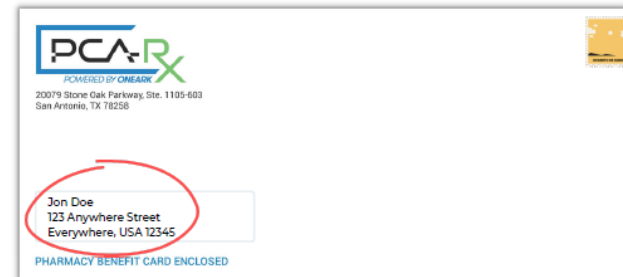 PCA-Rx
POWERED BY ONEARK
20079 Stone Oak Parkway, Ste. 1105-603
San Antonio, TX 78258
Jon Doe
123 Anywhere Street
Everywhere, USA 12345
PHARMACY BENEFIT CARD ENCLOSED